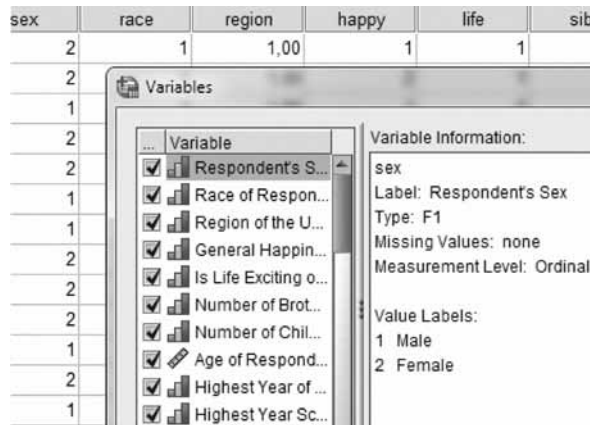 sex race region happy life sib
2 1 1,00 1 1
2
1
2
2
1
1
2
2
2
1
2
1
Variables
... Variable
Respondent's S...
Race of Respon...
Region of the U...
General Happin...
Is Life Exciting o...
Number of Brot...
Number of Chil...
Age of Respond...
Highest Year of ...
Highest Year Sc...
Variable Information:
sex
Label: Respondent's Sex
Type: F1
Missing Values: none
Measurement Level: Ordinal
Value Labels:
1 Male
2 Female